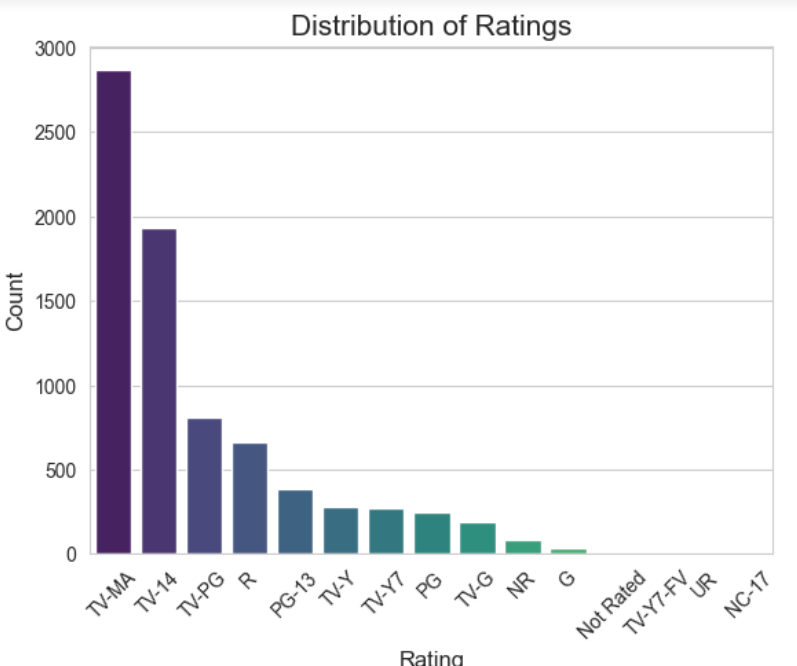 Distribution of Ratings
3000
2500
2000
1500
1000
500
0
Count
TV-MA
TV-14
TV-PG
R
PG-13
TV-Y
TV-Y7
PG
TV-G
NR
G
Not Rated
TV-Y7-FV
UR
NC-17
Rating